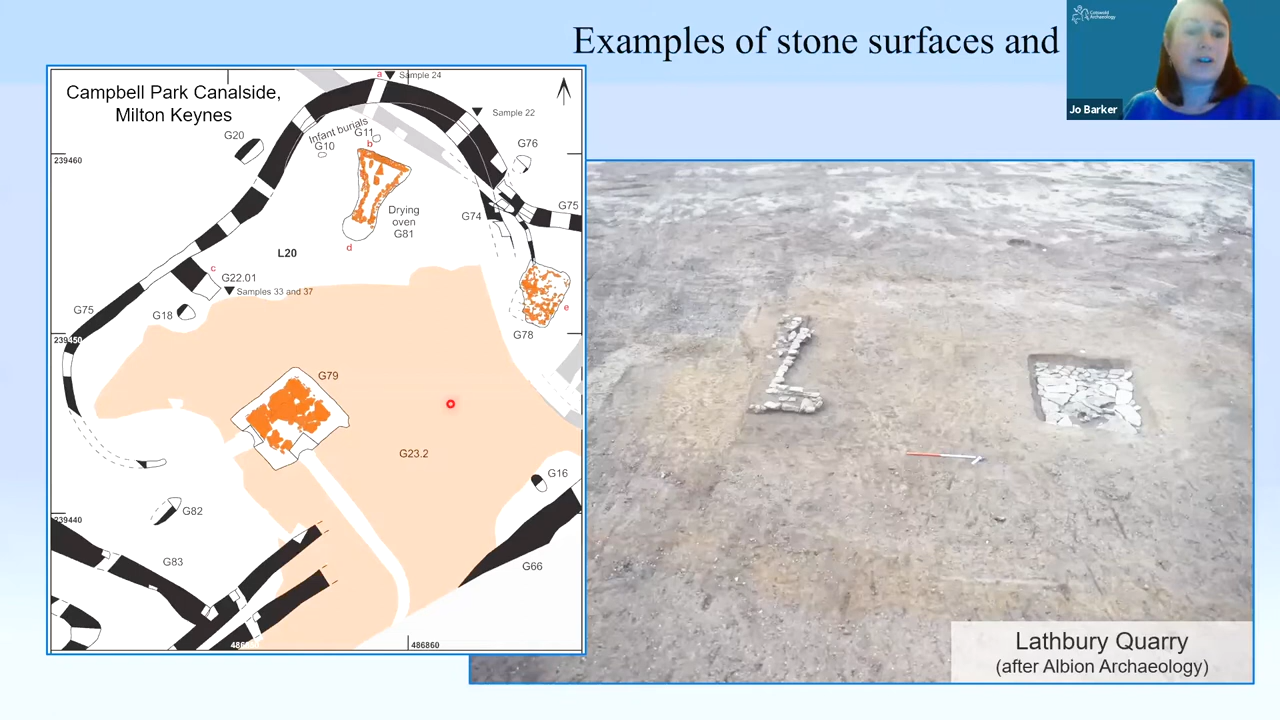 Examples of stone surfaces and
Cotswold
Archaeology
Jo Barker
Campbell Park Canalside,
Milton Keynes
a
Sample 24
Sample 22
G20
Infant burials
G11
G10
b
G76
239460
Drying
oven
G81
G74
G75
d
L20
c
G22.01
Samples 33 and 37
e
G75
G18
G78
239450
G79
G23.2
G16
G82
239440
G83
G66
486860
Lathbury Quarry
(after Albion Archaeology)